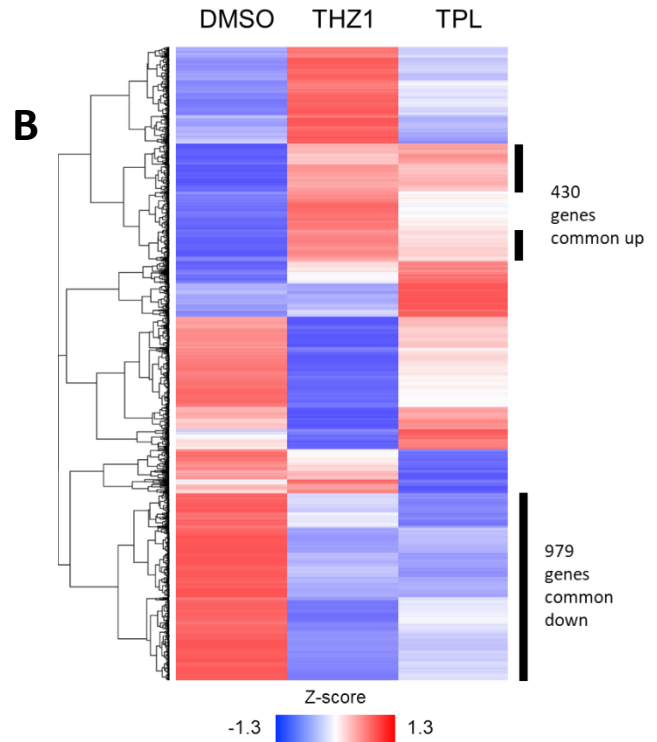 DMSO THZ1 TPL
B
430
genes
common up
979
genes
common
down
Z-score
-1.3 1.3